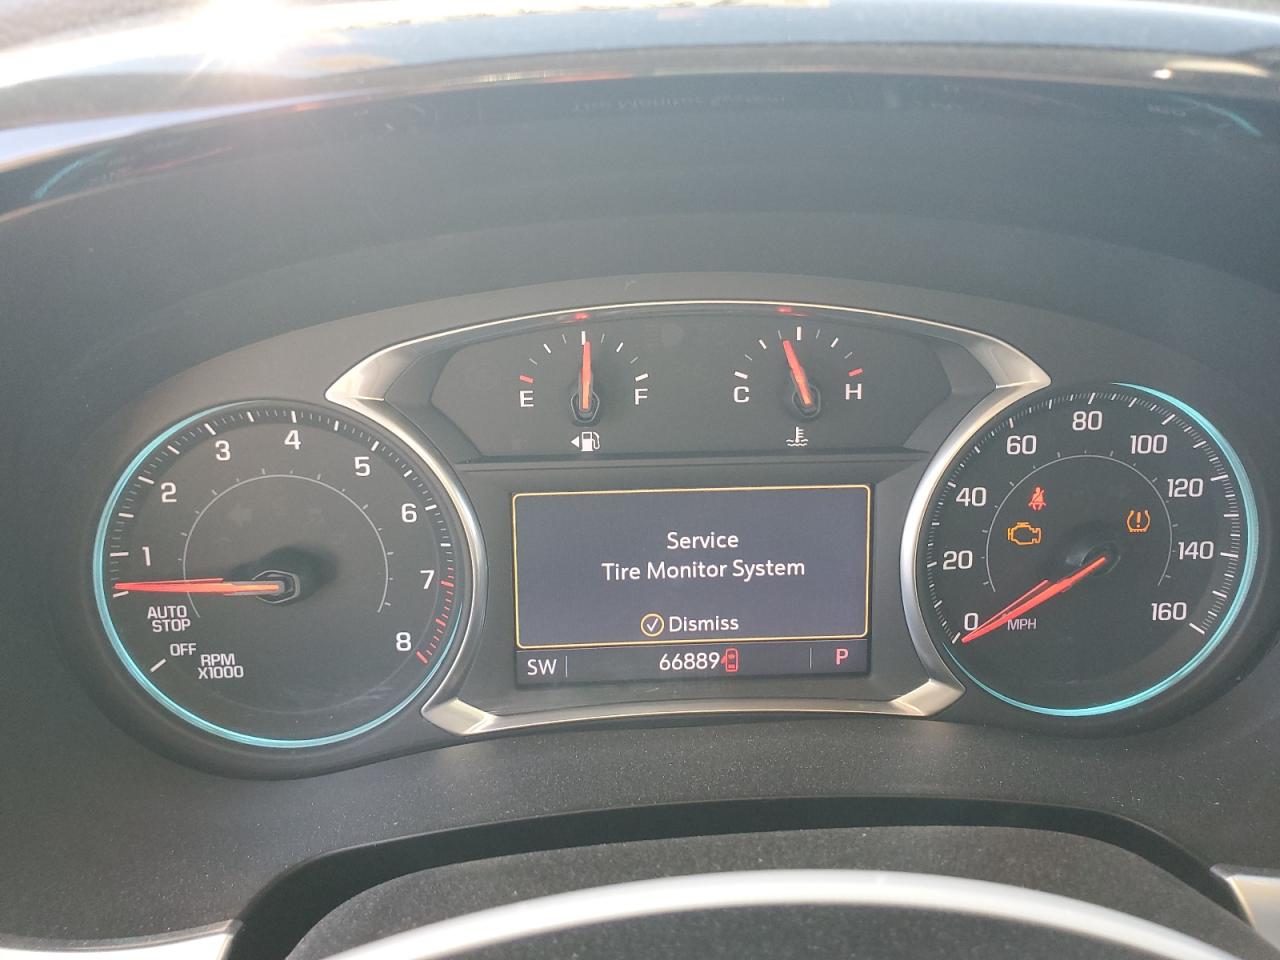 E F
C H
1 2 3 4 5 6 7 8
AUTO
STOP
OFF
RPM
X1000
Service
Tire Monitor System
Dismiss
SW 66889 P
0 20 40 60 80 100 120 140 160
MPH